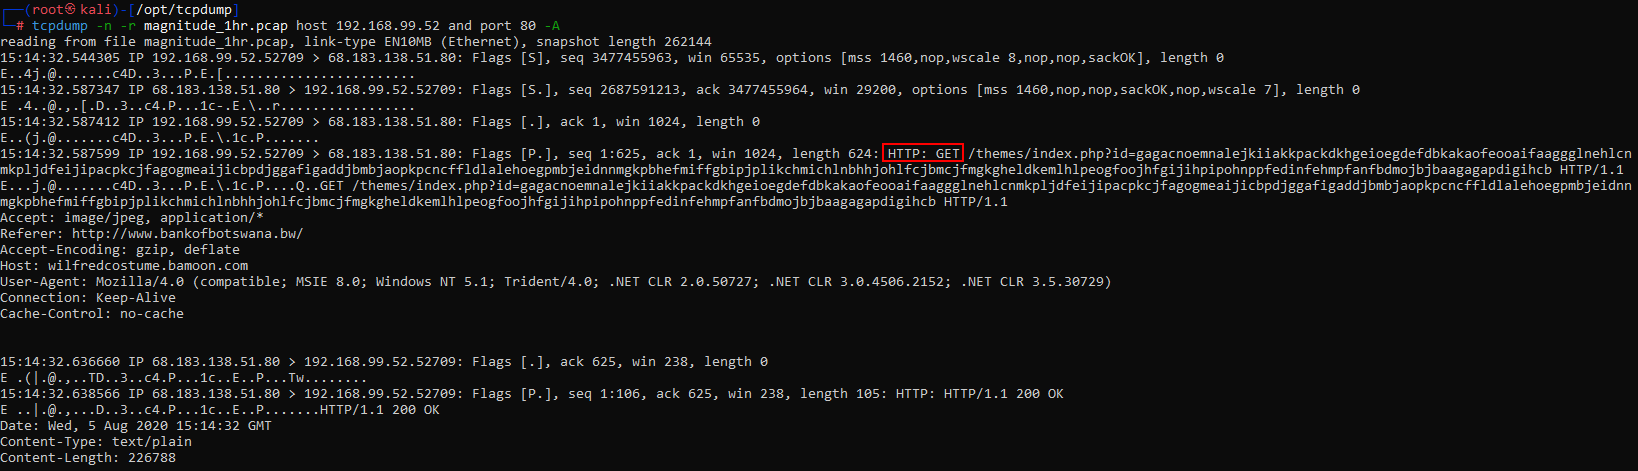 ┌──(root㉿kali)-[/opt/tcpdump]
└─# tcpdump -n -r magnitude_1hr.pcap host 192.168.99.52 and port 80 -A
reading from file magnitude_1hr.pcap, link-type EN10MB (Ethernet), snapshot length 262144
15:14:32.544305 IP 192.168.99.52.52709 > 68.183.138.51.80: Flags [S], seq 3477455963, win 65535, options [mss 1460,nop,wscale 8,nop,nop,sackOK], length 0
E..4j.@.......c4D..3...P.E.[........................
15:14:32.587347 IP 68.183.138.51.80 > 192.168.99.52.52709: Flags [S.], seq 2687591213, ack 3477455964, win 29200, options [mss 1460,nop,nop,sackOK,nop,wscale 7], length 0
E .4..@.,.[.D..3..c4.P...1c-.E.\..r.................
15:14:32.587412 IP 192.168.99.52.52709 > 68.183.138.51.80: Flags [.], ack 1, win 1024, length 0
E..(j.@.......c4D..3...P.E.\.1c.P.......
15:14:32.587599 IP 192.168.99.52.52709 > 68.183.138.51.80: Flags [P.], seq 1:625, ack 1, win 1024, length 624: HTTP: GET /themes/index.php?id=gagacnoemnalejkiiakkpackdkhgeioegdefdbkakaofeooaifaaggglnehlcn
mkpljdfeijipacpkcjfagogmeaijicbpdjggafigaddjbmbjaopkpcncffldlalehoegpmbjeidnnmgkpbhefmiffgbipjplikchmichlnbhhjohlfcjbmcjfmgkgheldkemlhlpeogfoojhfgijihpipohnppfedinfehmpfanfbdmojbjbaagagapdigihcb HTTP/1.1
E...j.@.......c4D..3...P.E.\.1c.P....Q..GET /themes/index.php?id=gagacnoemnalejkiiakkpackdkhgeioegdefdbkakaofeooaifaaggglnehlcnmkpljdfeijipacpkcjfagogmeaijicbpdjggafigaddjbmbjaopkpcncffldlalehoegpmbjeidnn
mgkpbhefmiffgbipjplikchmichlnbhhjohlfcjbmcjfmgkgheldkemlhlpeogfoojhfgijihpipohnppfedinfehmpfanfbdmojbjbaagagapdigihcb HTTP/1.1
Accept: image/jpeg, application/*
Referer: http://www.bankofbotswana.bw/
Accept-Encoding: gzip, deflate
Host: wilfredcostume.bamoon.com
User-Agent: Mozilla/4.0 (compatible; MSIE 8.0; Windows NT 5.1; Trident/4.0; .NET CLR 2.0.50727; .NET CLR 3.0.4506.2152; .NET CLR 3.5.30729)
Connection: Keep-Alive
Cache-Control: no-cache
15:14:32.636660 IP 68.183.138.51.80 > 192.168.99.52.52709: Flags [.], ack 625, win 238, length 0
E .(|.@.,..TD..3..c4.P...1c..E..P...Tw........
15:14:32.638566 IP 68.183.138.51.80 > 192.168.99.52.52709: Flags [P.], seq 1:106, ack 625, win 238, length 105: HTTP: HTTP/1.1 200 OK
E ..|.@.,...D..3..c4.P...1c..E..P.......HTTP/1.1 200 OK
Date: Wed, 5 Aug 2020 15:14:32 GMT
Content-Type: text/plain
Content-Length: 226788